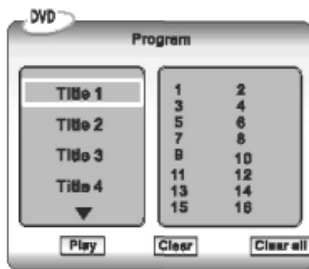 DVD
Program
Title 1
Title 2
Title 3
Title 4
1 2
3 4
5 6
7 8
9 10
11 12
13 14
15 16
Play Clear Clear all